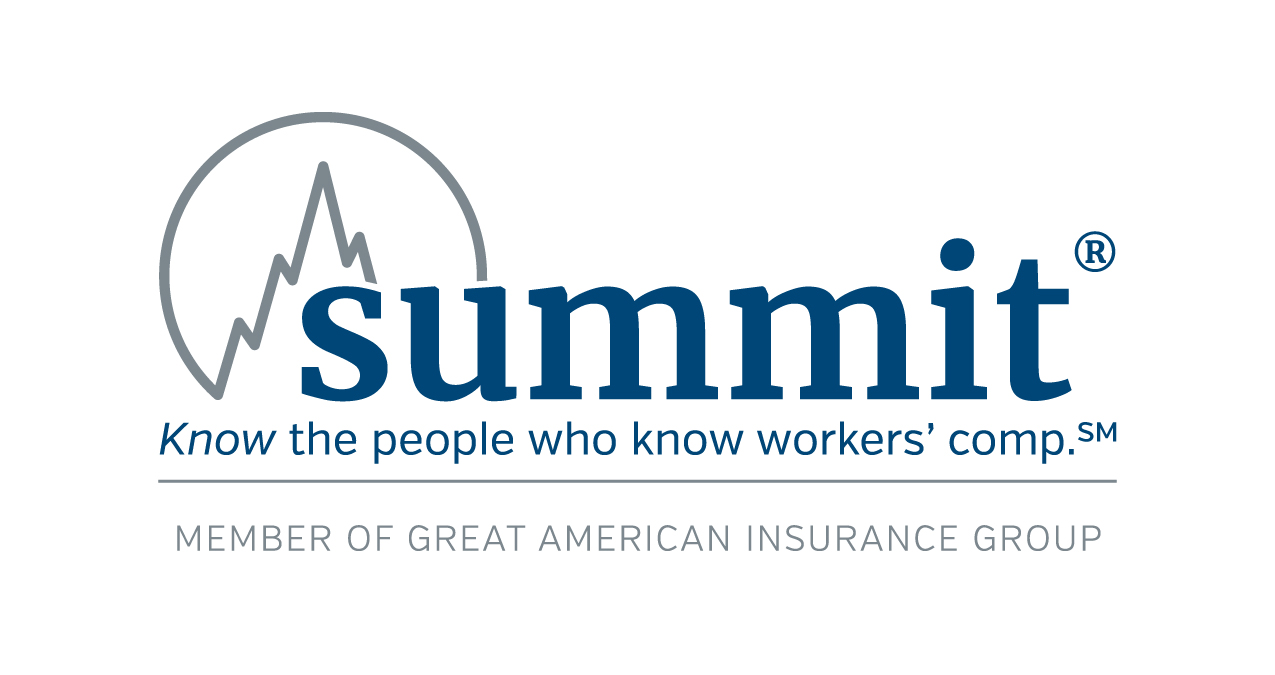 summit®
Know the people who know workers’ comp.℠
MEMBER OF GREAT AMERICAN INSURANCE GROUP